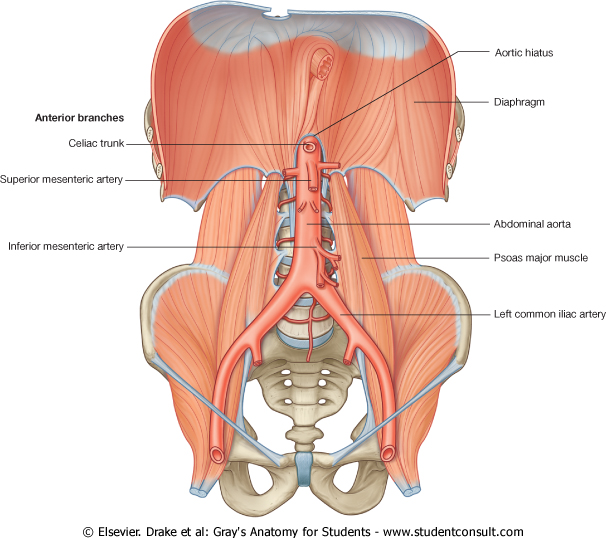 Anterior branches
Celiac trunk
Superior mesenteric artery
Inferior mesenteric artery
Aortic hiatus
Diaphragm
Abdominal aorta
Psoas major muscle
Left common iliac artery
© Elsevier. Drake et al: Gray's Anatomy for Students - www.studentconsult.com